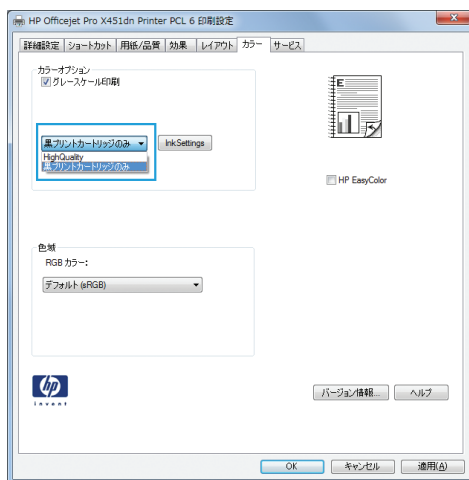 HP Officejet Pro X451dn Printer PCL 6 印刷設定
詳細設定 ショートカット 用紙/品質 効果 レイアウト カラー サービス
カラーオプション
グレースケール印刷
黒プリントカートリッジのみ InkSettings
HighQuality
黒プリントカートリッジのみ
E
HP EasyColor
色域
RGB カラー:
デフォルト (sRGB)
hp
invent
バージョン情報... ヘルプ
OK キャンセル 適用(A)